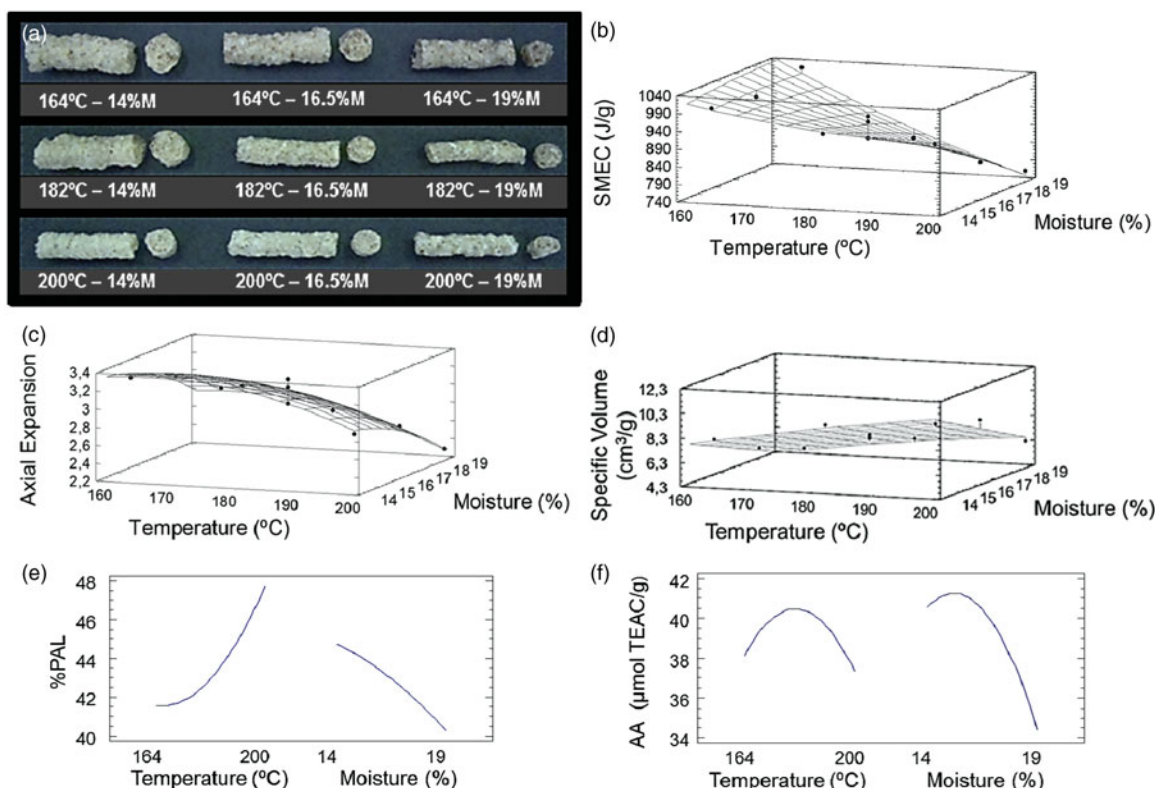 (a)
164ºC – 14%M 164ºC – 16.5%M 164ºC – 19%M
182ºC – 14%M 182ºC – 16.5%M 182ºC – 19%M
200ºC – 14%M 200ºC – 16.5%M 200ºC – 19%M
(b)
SMEC (J/g)
1040
990
940
890
840
790
740
160 170 180 190 200
Temperature (ºC)
14 15 16 17 18 19
Moisture (%)
(c)
Axial Expansion
3,4
3,2
3
2,8
2,6
2,4
2,2
160 170 180 190 200
Temperature (ºC)
14 15 16 17 18 19
Moisture (%)
(d)
Specific Volume
(cm³/g)
12,3
10,3
8,3
6,3
4,3
160 170 180 190 200
Temperature (ºC)
14 15 16 17 18 19
Moisture (%)
(e)
%PAL
48
46
44
42
40
164 200 14 19
Temperature (ºC) Moisture (%)
(f)
AA (µmol TEAC/g)
42
40
38
36
34
164 200 14 19
Temperature (ºC) Moisture (%)